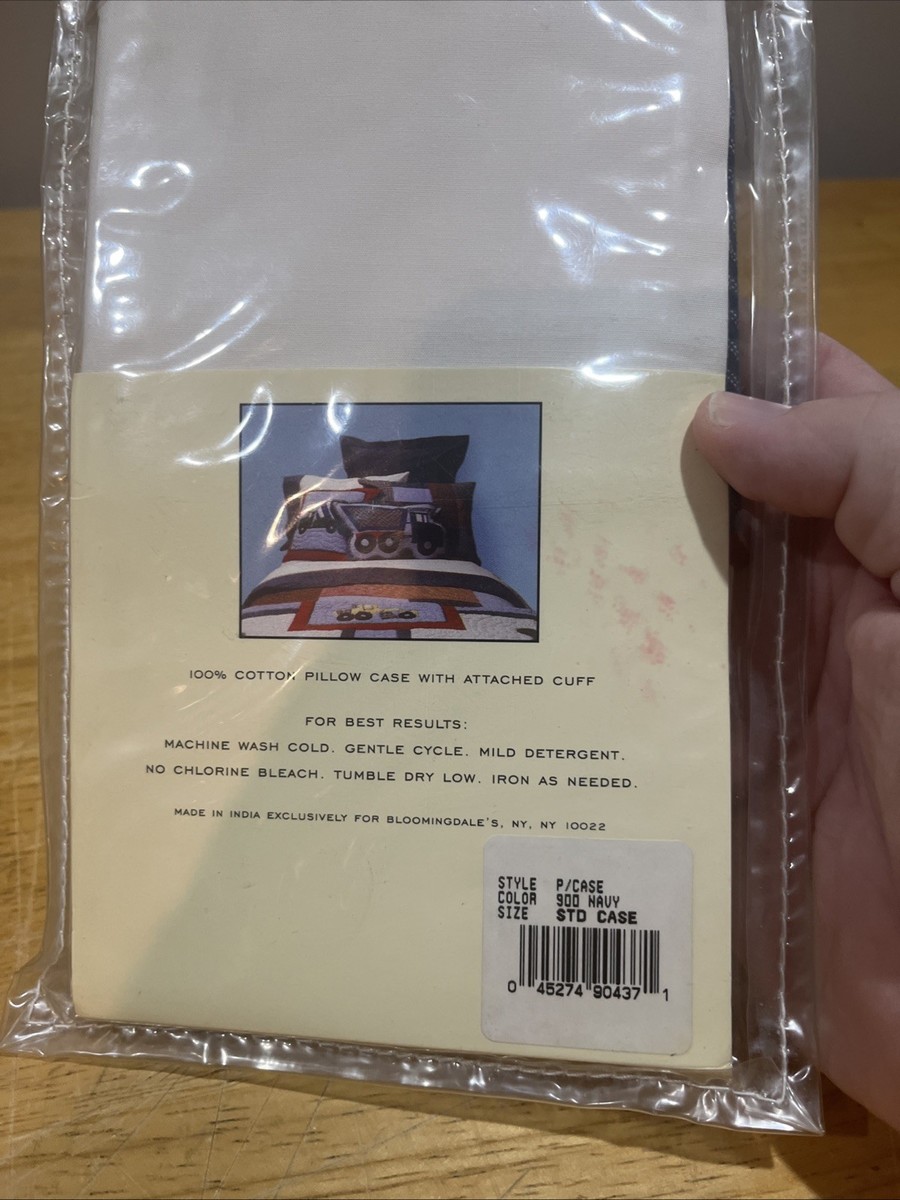 100% COTTON PILLOW CASE WITH ATTACHED CUFF
FOR BEST RESULTS:
MACHINE WASH COLD. GENTLE CYCLE. MILD DETERGENT.
NO CHLORINE BLEACH. TUMBLE DRY LOW. IRON AS NEEDED.
MADE IN INDIA EXCLUSIVELY FOR BLOOMINGDALE'S, NY, NY 10022
STYLE P/CASE
COLOR 900 NAVY
SIZE STD CASE
0 45274 90437 1